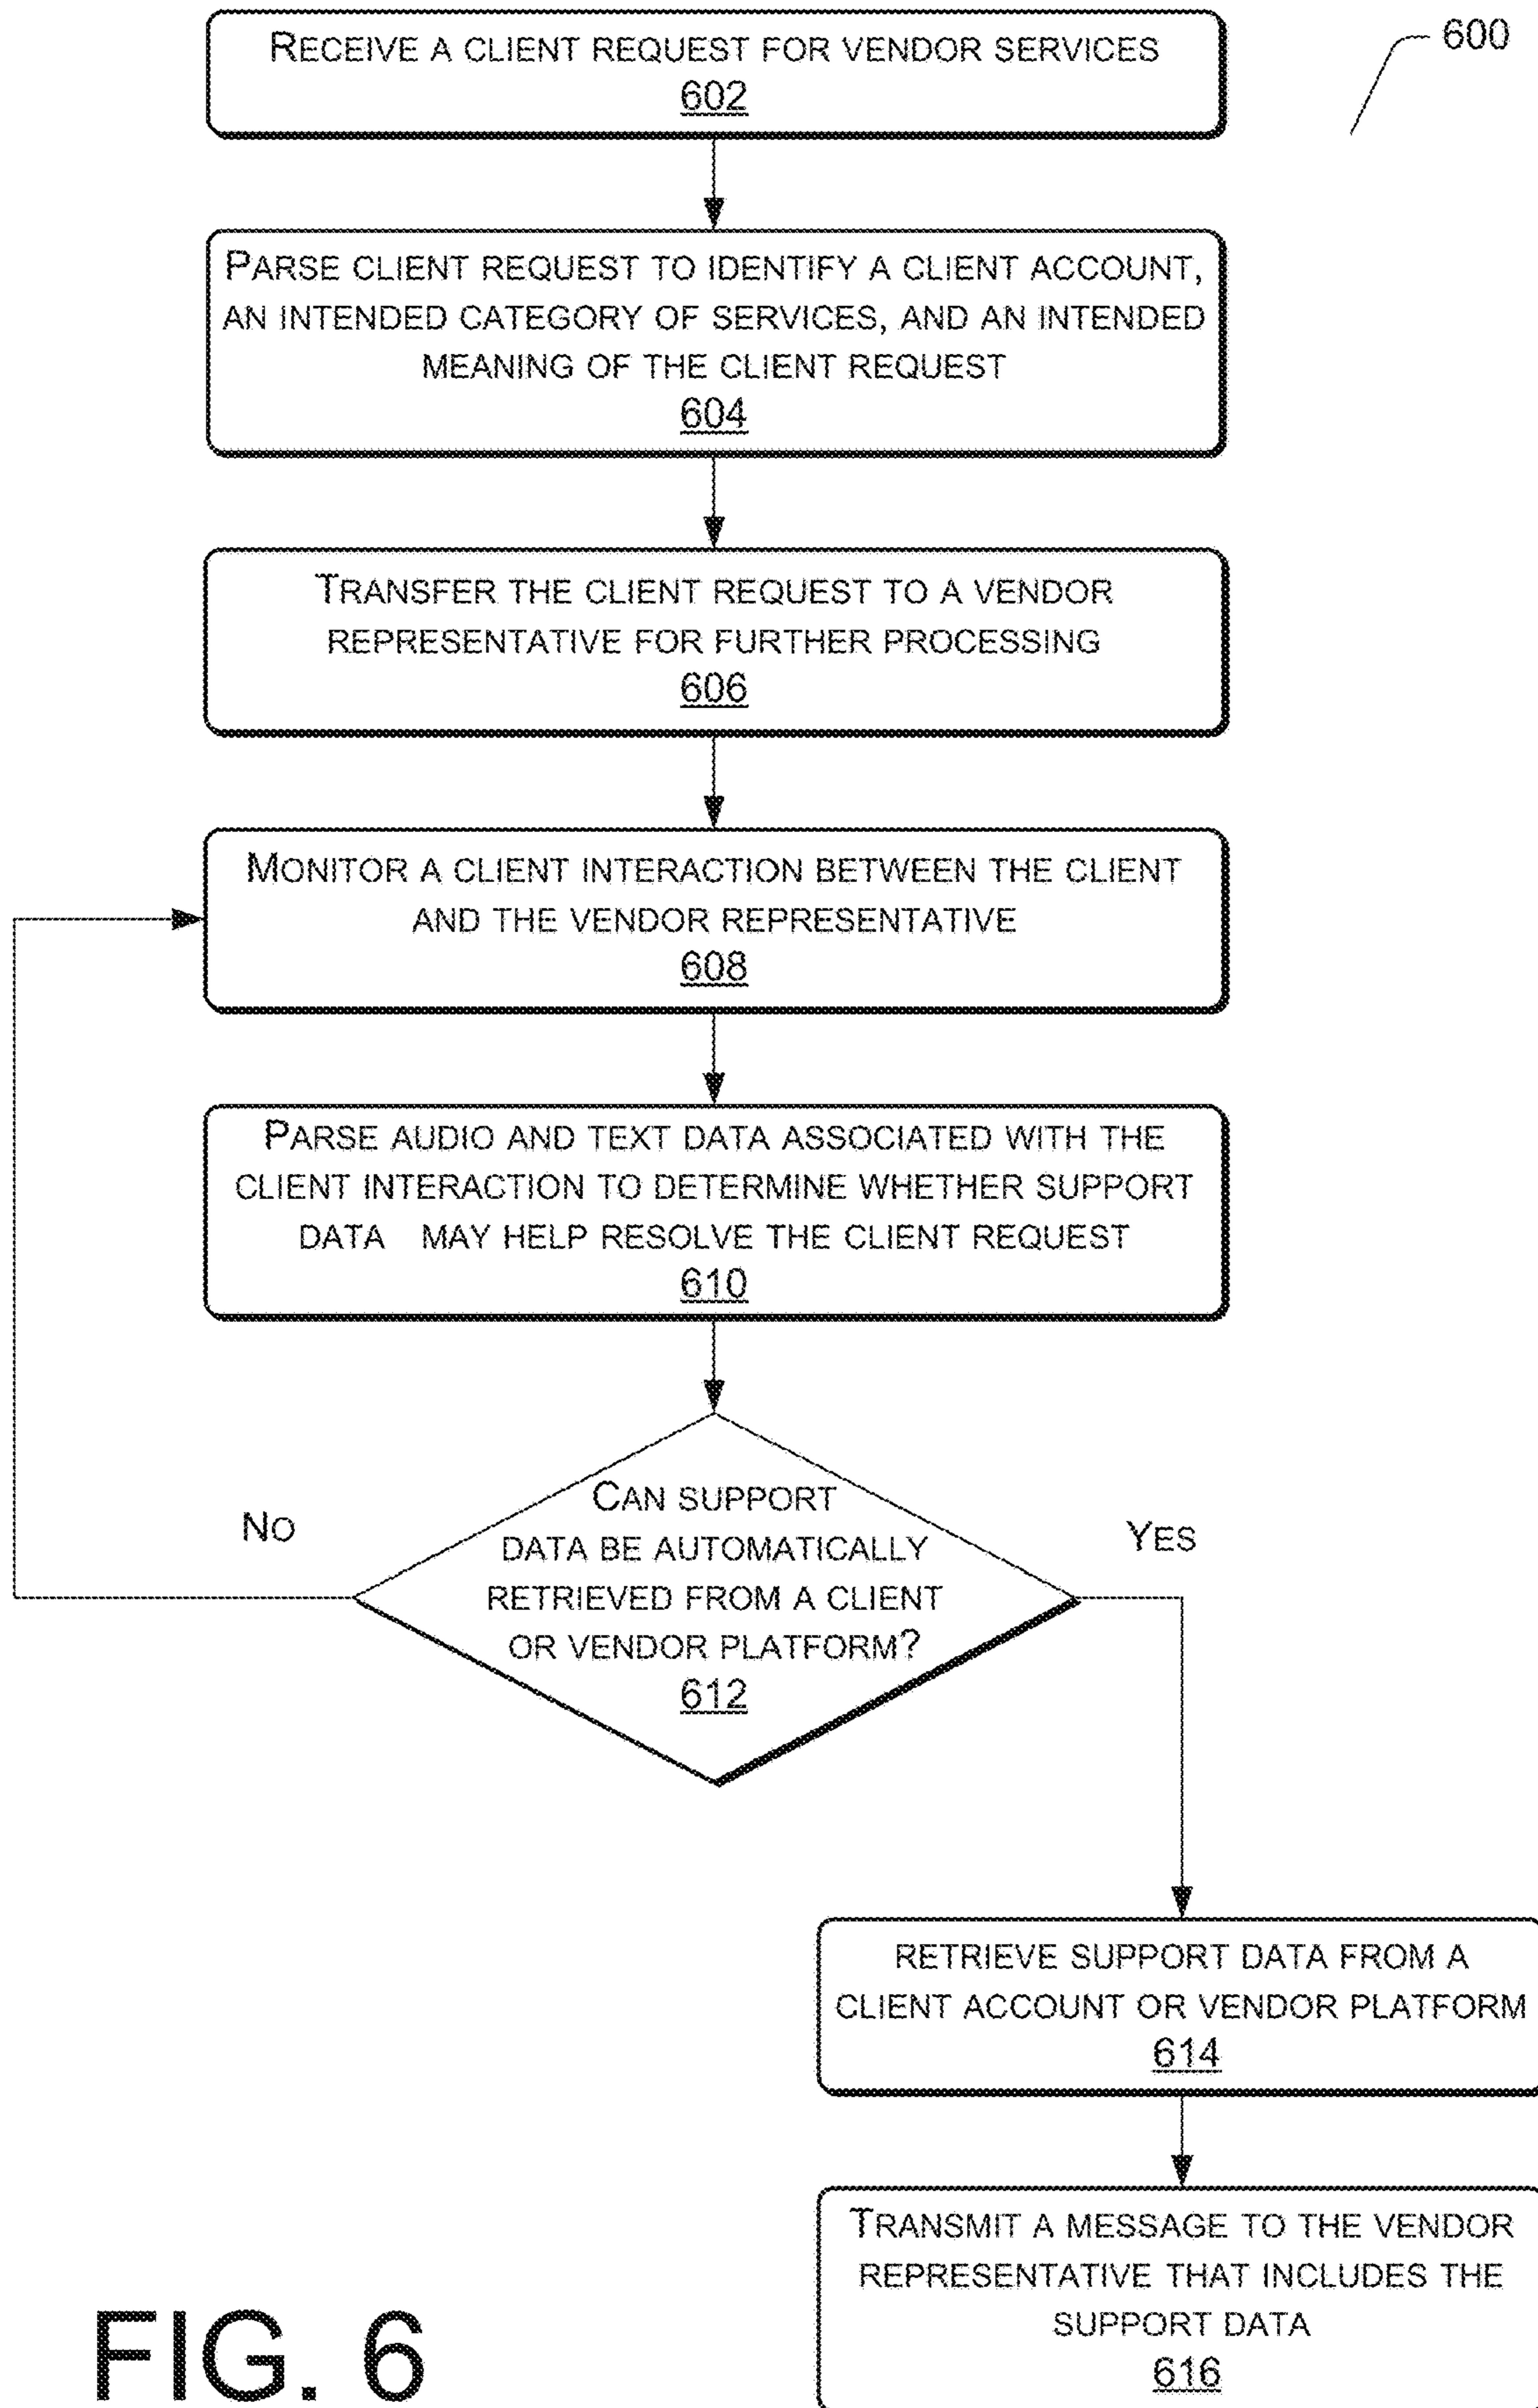 600
RECEIVE A CLIENT REQUEST FOR VENDOR SERVICES
602
PARSE CLIENT REQUEST TO IDENTIFY A CLIENT ACCOUNT,
AN INTENDED CATEGORY OF SERVICES, AND AN INTENDED
MEANING OF THE CLIENT REQUEST
604
TRANSFER THE CLIENT REQUEST TO A VENDOR
REPRESENTATIVE FOR FURTHER PROCESSING
606
MONITOR A CLIENT INTERACTION BETWEEN THE CLIENT
AND THE VENDOR REPRESENTATIVE
608
PARSE AUDIO AND TEXT DATA ASSOCIATED WITH THE
CLIENT INTERACTION TO DETERMINE WHETHER SUPPORT
DATA MAY HELP RESOLVE THE CLIENT REQUEST
610
CAN SUPPORT
DATA BE AUTOMATICALLY
RETRIEVED FROM A CLIENT
OR VENDOR PLATFORM?
612
NO
YES
RETRIEVE SUPPORT DATA FROM A
CLIENT ACCOUNT OR VENDOR PLATFORM
614
TRANSMIT A MESSAGE TO THE VENDOR
REPRESENTATIVE THAT INCLUDES THE
SUPPORT DATA
616
FIG. 6